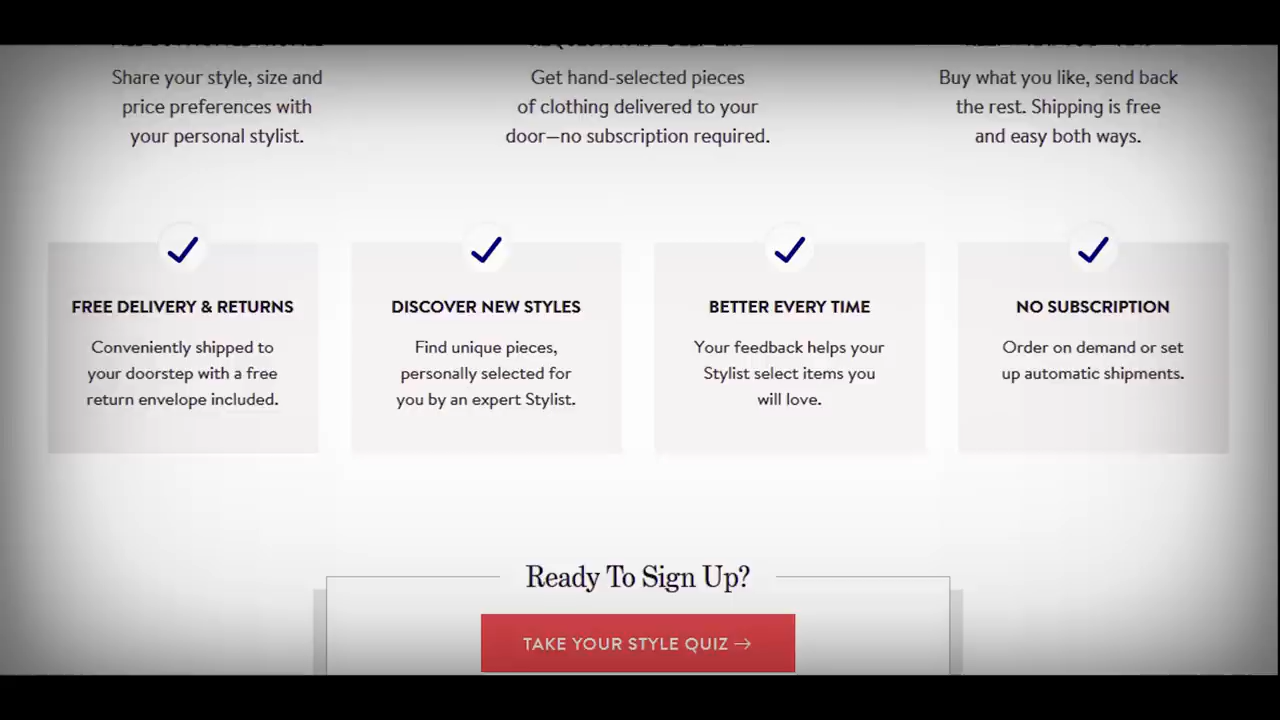 Share your style, size and
price preferences with
your personal stylist.
Get hand-selected pieces
of clothing delivered to your
door—no subscription required.
Buy what you like, send back
the rest. Shipping is free
and easy both ways.
FREE DELIVERY & RETURNS
Conveniently shipped to
your doorstep with a free
return envelope included.
DISCOVER NEW STYLES
Find unique pieces,
personally selected for
you by an expert Stylist.
BETTER EVERY TIME
Your feedback helps your
Stylist select items you
will love.
NO SUBSCRIPTION
Order on demand or set
up automatic shipments.
Ready To Sign Up?
TAKE YOUR STYLE QUIZ →